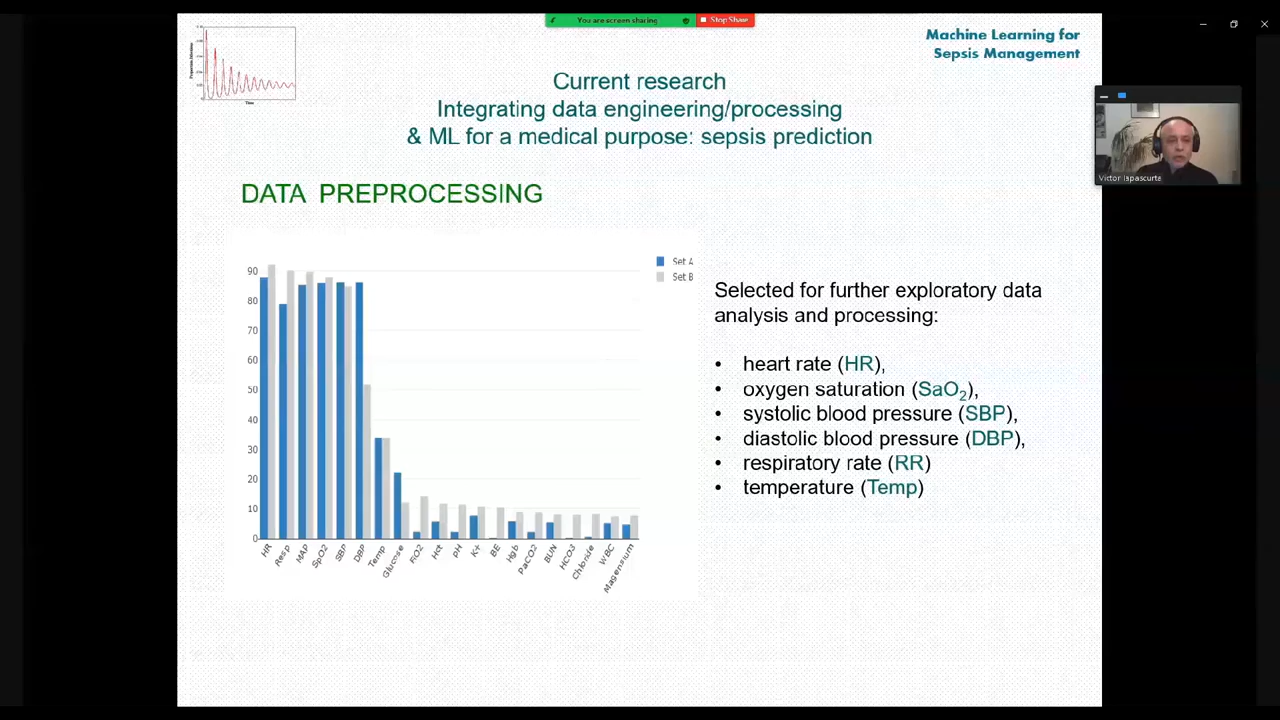 You are screen sharing
Stop Share
Machine Learning for
Sepsis Management
Current research
Integrating data engineering/processing
& ML for a medical purpose: sepsis prediction
Time
Victor Iapascurta
DATA PREPROCESSING
Set A
Set B
90
80
70
60
50
40
30
20
10
0
HR
Resp
MAP
SpO2
SBP
DBP
Temp
Glucose
FiO2
Hct
pH
K+
BE
Hgb
PaCO2
BUN
HCO3
Chloride
WBC
Magensium
Selected for further exploratory data
analysis and processing:
• heart rate (HR),
• oxygen saturation (SaO2),
• systolic blood pressure (SBP),
• diastolic blood pressure (DBP),
• respiratory rate (RR)
• temperature (Temp)